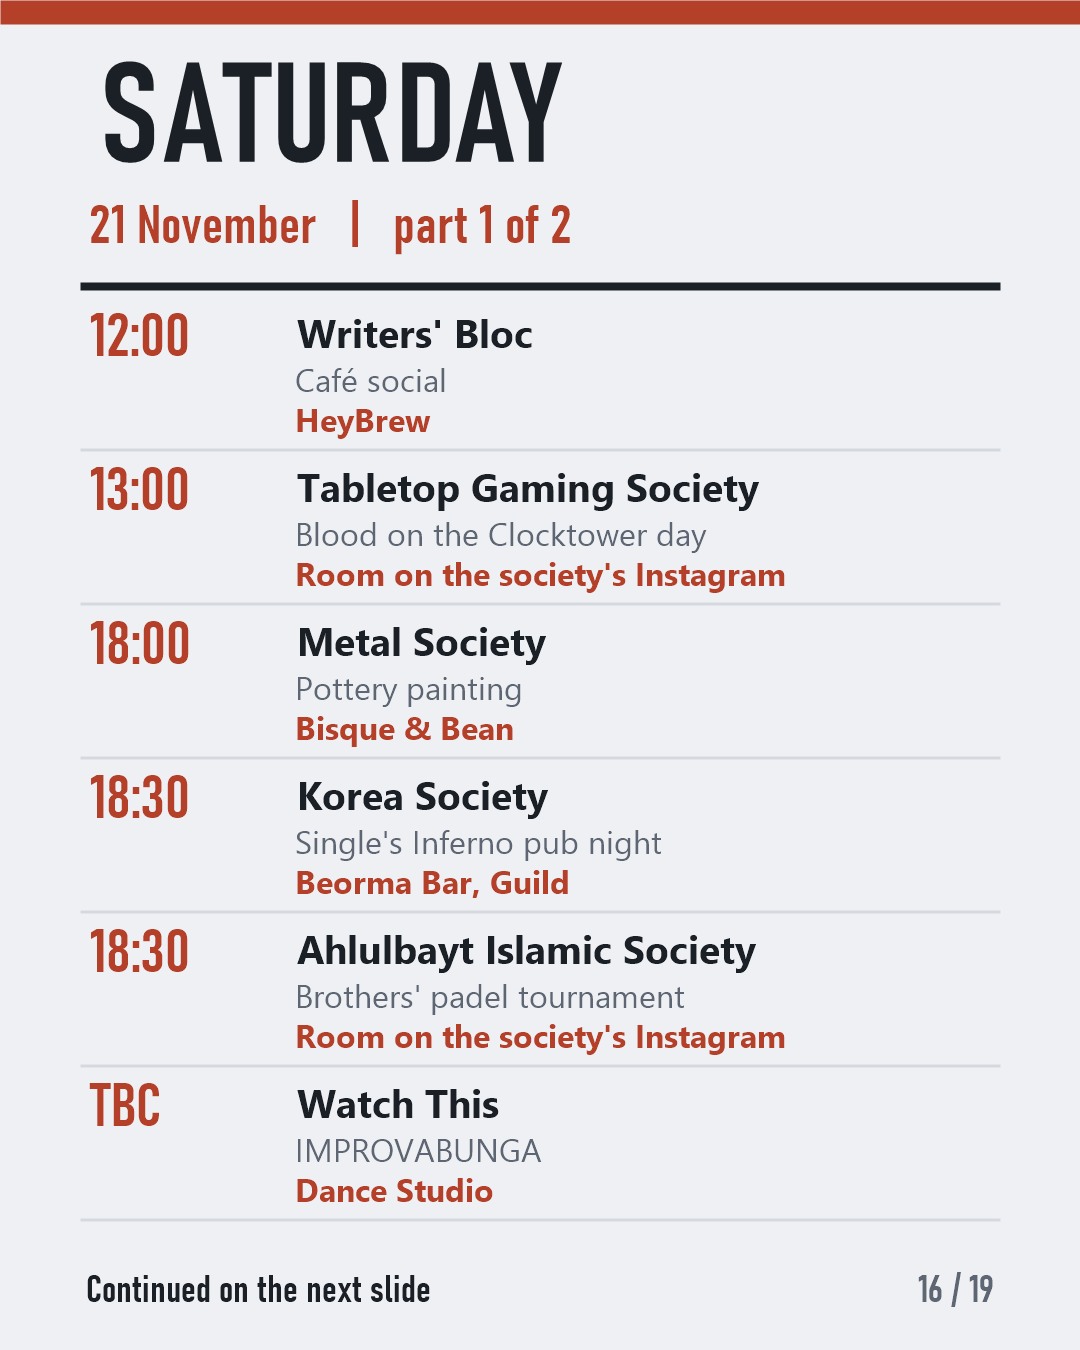 SATURDAY
21 November | part 1 of 2
12:00
Writers' Bloc
Café social
HeyBrew
13:00
Tabletop Gaming Society
Blood on the Clocktower day
Room on the society's Instagram
18:00
Metal Society
Pottery painting
Bisque & Bean
18:30
Korea Society
Single's Inferno pub night
Beorma Bar, Guild
18:30
Ahlulbayt Islamic Society
Brothers' padel tournament
Room on the society's Instagram
TBC
Watch This
IMPROVABUNGA
Dance Studio
Continued on the next slide
16 / 19